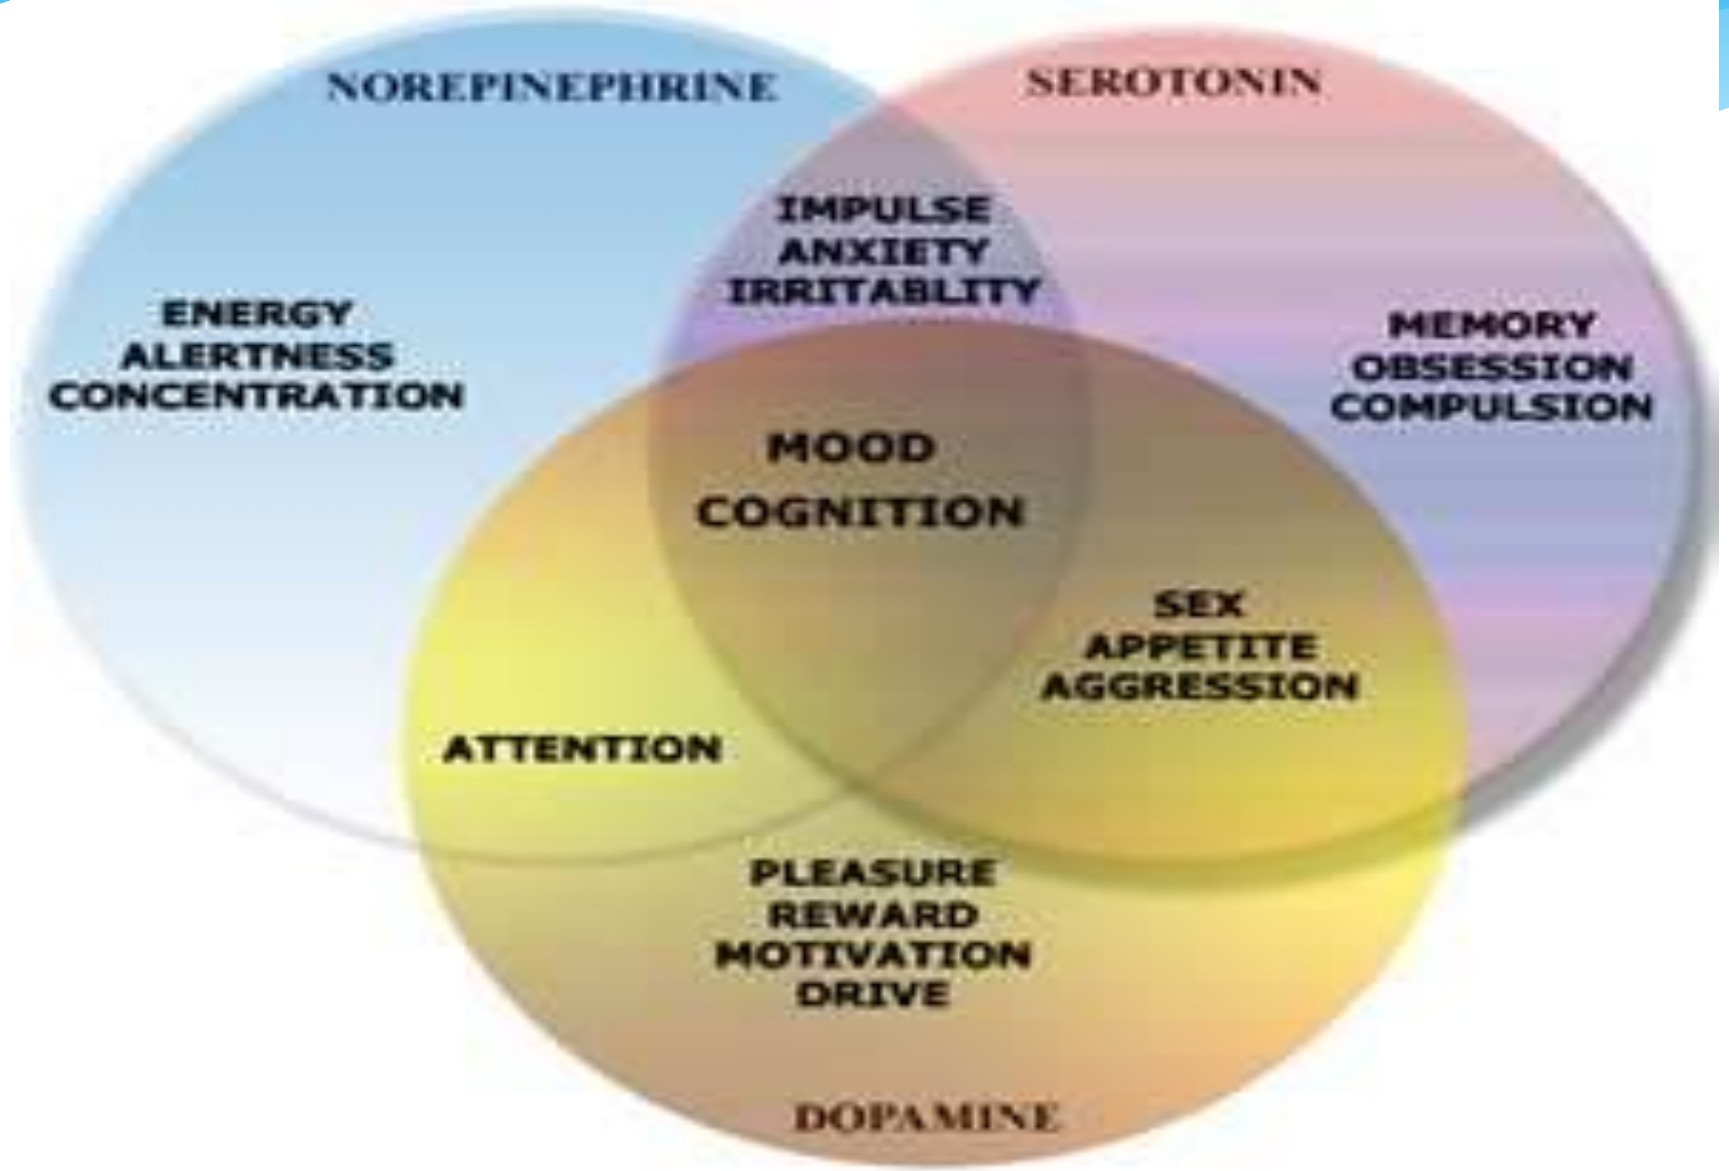 NOREPINEPHRINE
SEROTONIN
IMPULSE
ANXIETY
IRRITABLITY
ENERGY
ALERTNESS
CONCENTRATION
MEMORY
OBSESSION
COMPULSION
MOOD
COGNITION
SEX
APPETITE
AGGRESSION
ATTENTION
PLEASURE
REWARD
MOTIVATION
DRIVE
DOPAMINE